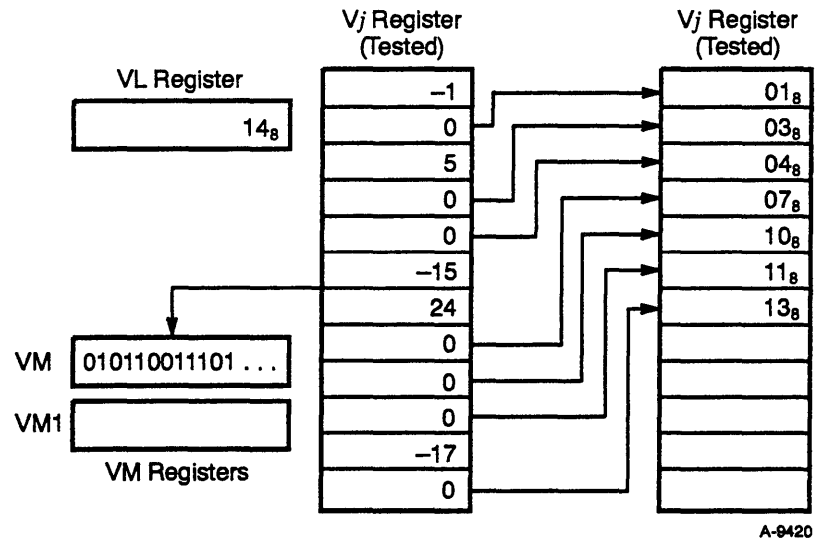 Vj Register
(Tested)
Vj Register
(Tested)
VL Register
14₈
–1
0
5
0
0
–15
24
0
0
0
–17
0
01₈
03₈
04₈
07₈
10₈
11₈
13₈
VM
010110011101 . . .
VM1
VM Registers
A-9420